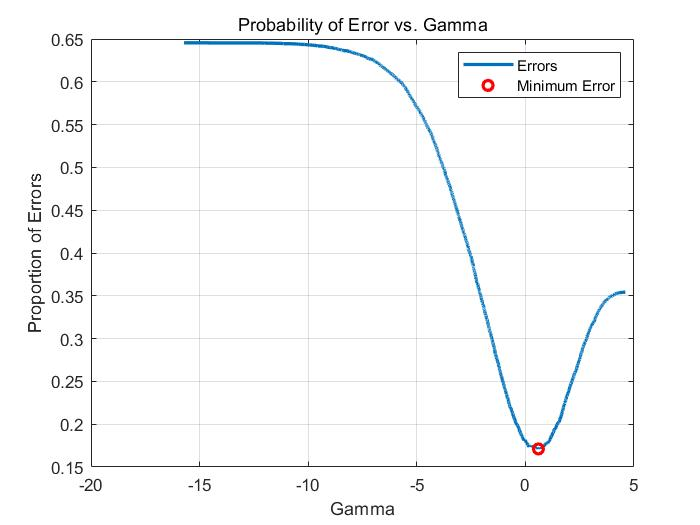 Probability of Error vs. Gamma
0.65
0.6
0.55
0.5
0.45
0.4
0.35
0.3
0.25
0.2
0.15
Proportion of Errors
Errors
Minimum Error
-20 -15 -10 -5 0 5
Gamma